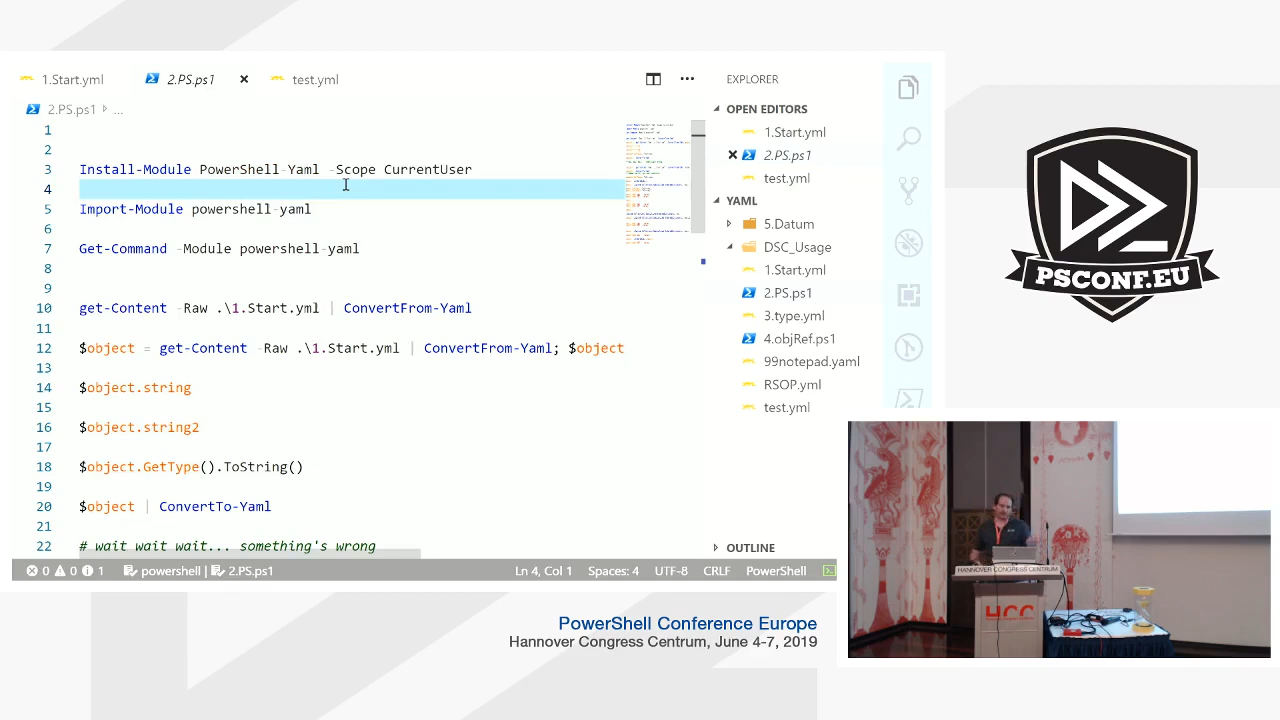 1.Start.yml
2.PS.ps1
test.yml
2.PS.ps1 ...
1
2
3 Install-Module powerShell-Yaml -Scope CurrentUser
4
5 Import-Module powershell-yaml
6
7 Get-Command -Module powershell-yaml
8
9
10 get-Content -Raw .\1.Start.yml | ConvertFrom-Yaml
11
12 $object = get-Content -Raw .\1.Start.yml | ConvertFrom-Yaml; $object
13
14 $object.string
15
16 $object.string2
17
18 $object.GetType().ToString()
19
20 $object | ConvertTo-Yaml
21
22 # wait wait wait... something's wrong
0 0 1 powershell | 2.PS.ps1 Ln 4, Col 1 Spaces: 4 UTF-8 CRLF PowerShell
EXPLORER
OPEN EDITORS
1.Start.yml
2.PS.ps1
test.yml
YAML
5.Datum
DSC_Usage
1.Start.yml
2.PS.ps1
3.type.yml
4.objRef.ps1
99notepad.yaml
RSOP.yml
test.yml
OUTLINE
PSCONF.EU
HANNOVER CONGRESS CENTRUM
HCC
PowerShell Conference Europe
Hannover Congress Centrum, June 4-7, 2019